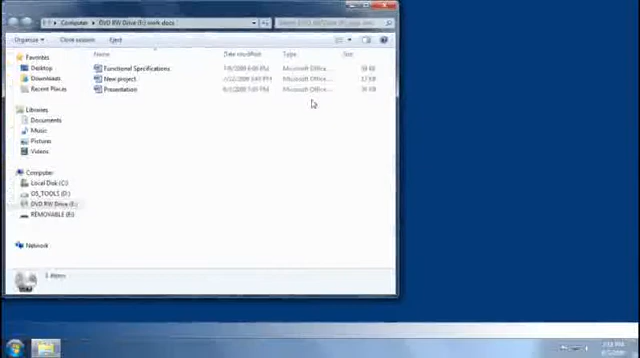 Computer ▸ DVD RW Drive (E:) work docs
Organize ▾ Close session Eject
Name Date modified Type Size
Functional Specifications Microsoft Office...
New project Microsoft Office...
Presentation Microsoft Office...
Favorites
Desktop
Downloads
Recent Places
Libraries
Documents
Music
Pictures
Videos
Computer
Local Disk (C:)
OS_TOOLS (D:)
DVD RW Drive (E:)
REMOVABLE (F:)
Network
3 items